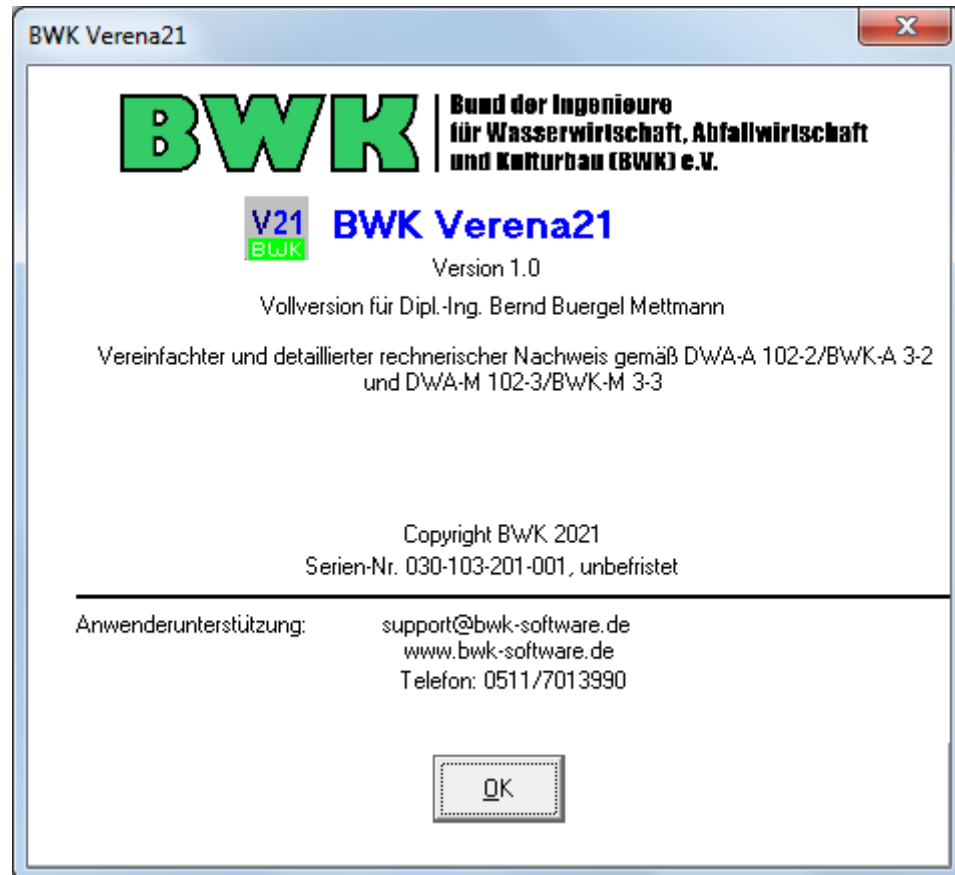 BWK Verena21
BWK
Bund der Ingenieure
für Wasserwirtschaft, Abfallwirtschaft
und Kulturbau (BWK) e.V.
V21
BWK
BWK Verena21
Version 1.0
Vollversion für Dipl.-Ing. Bernd Buergel Mettmann
Vereinfachter und detaillierter rechnerischer Nachweis gemäß DWA-A 102-2/BWK-A 3-2
und DWA-M 102-3/BWK-M 3-3
Copyright BWK 2021
Serien-Nr. 030-103-201-001, unbefristet
Anwenderunterstützung: support@bwk-software.de
www.bwk-software.de
Telefon: 0511/7013990
OK